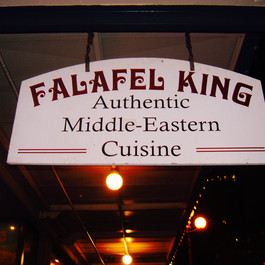 FALAFEL KING
Authentic
Middle-Eastern
Cuisine